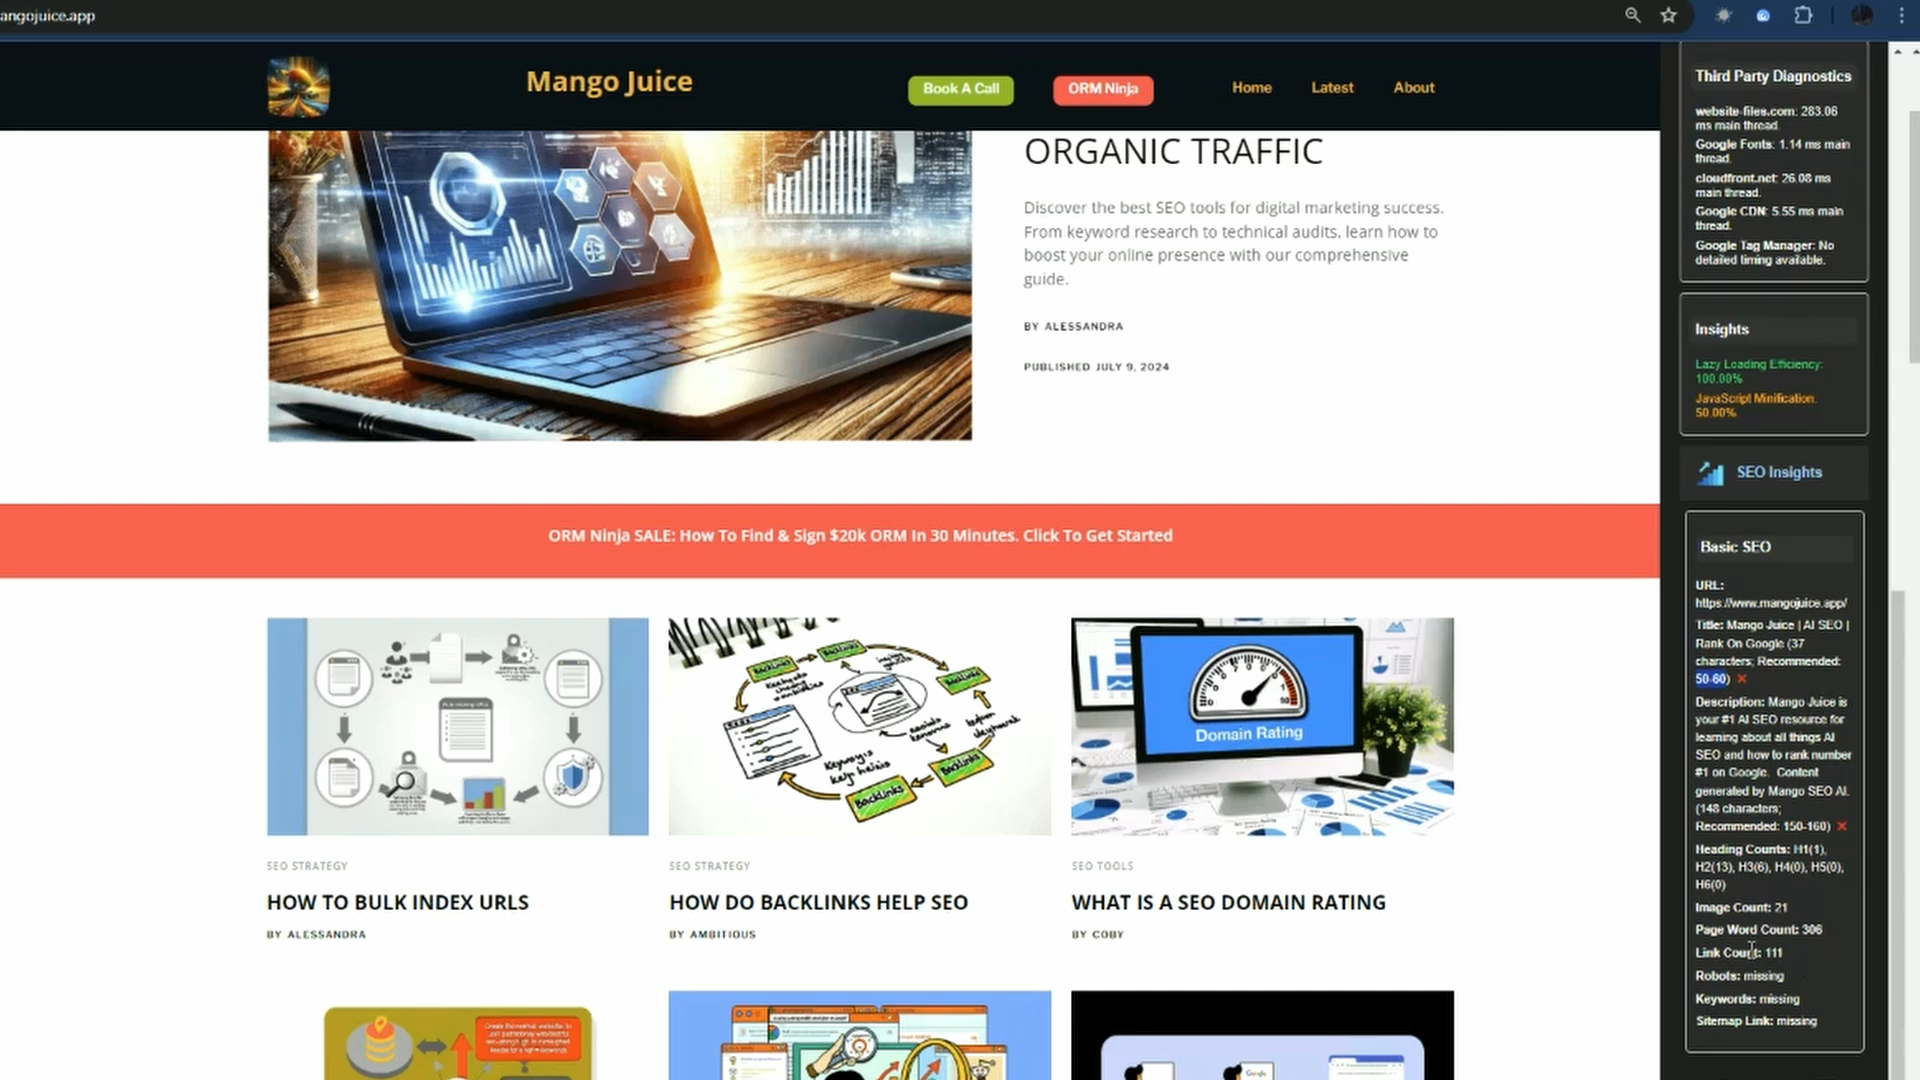 angojuice.app
Mango Juice
Book A Call
ORM Ninja
Home
Latest
About
ORGANIC TRAFFIC
Discover the best SEO tools for digital marketing success.
From keyword research to technical audits, learn how to
boost your online presence with our comprehensive
guide.
BY ALESSANDRA
PUBLISHED JULY 9, 2024
ORM Ninja SALE: How To Find & Sign $20k ORM In 30 Minutes. Click To Get Started
Backlinks
Backlinks
Backlinks
Backlinks
Backlinks
Domain Rating
SEO STRATEGY
HOW TO BULK INDEX URLS
BY ALESSANDRA
SEO STRATEGY
HOW DO BACKLINKS HELP SEO
BY AMBITIOUS
SEO TOOLS
WHAT IS A SEO DOMAIN RATING
BY COBY
Google
Third Party Diagnostics
website-files.com: 283.06
ms main thread.
Google Fonts: 1.14 ms main
thread.
cloudfront.net: 26.08 ms
main thread.
Google CDN: 5.55 ms main
thread.
Google Tag Manager: No
detailed timing available.
Insights
Lazy Loading Efficiency:
100.00%
JavaScript Minification:
50.00%
SEO Insights
Basic SEO
URL:
https://www.mangojuice.app/
Title: Mango Juice | AI SEO |
Rank On Google (37
characters; Recommended:
50-60) ❌
Description: Mango Juice is
your #1 AI SEO resource for
learning about all things AI
SEO and how to rank number
#1 on Google. Content
generated by Mango SEO AI.
(148 characters;
Recommended: 150-160) ❌
Heading Counts: H1(1),
H2(13), H3(6), H4(0), H5(0),
H6(0)
Image Count: 21
Page Word Count: 306
Link Count: 111
Robots: missing
Keywords: missing
Sitemap Link: missing